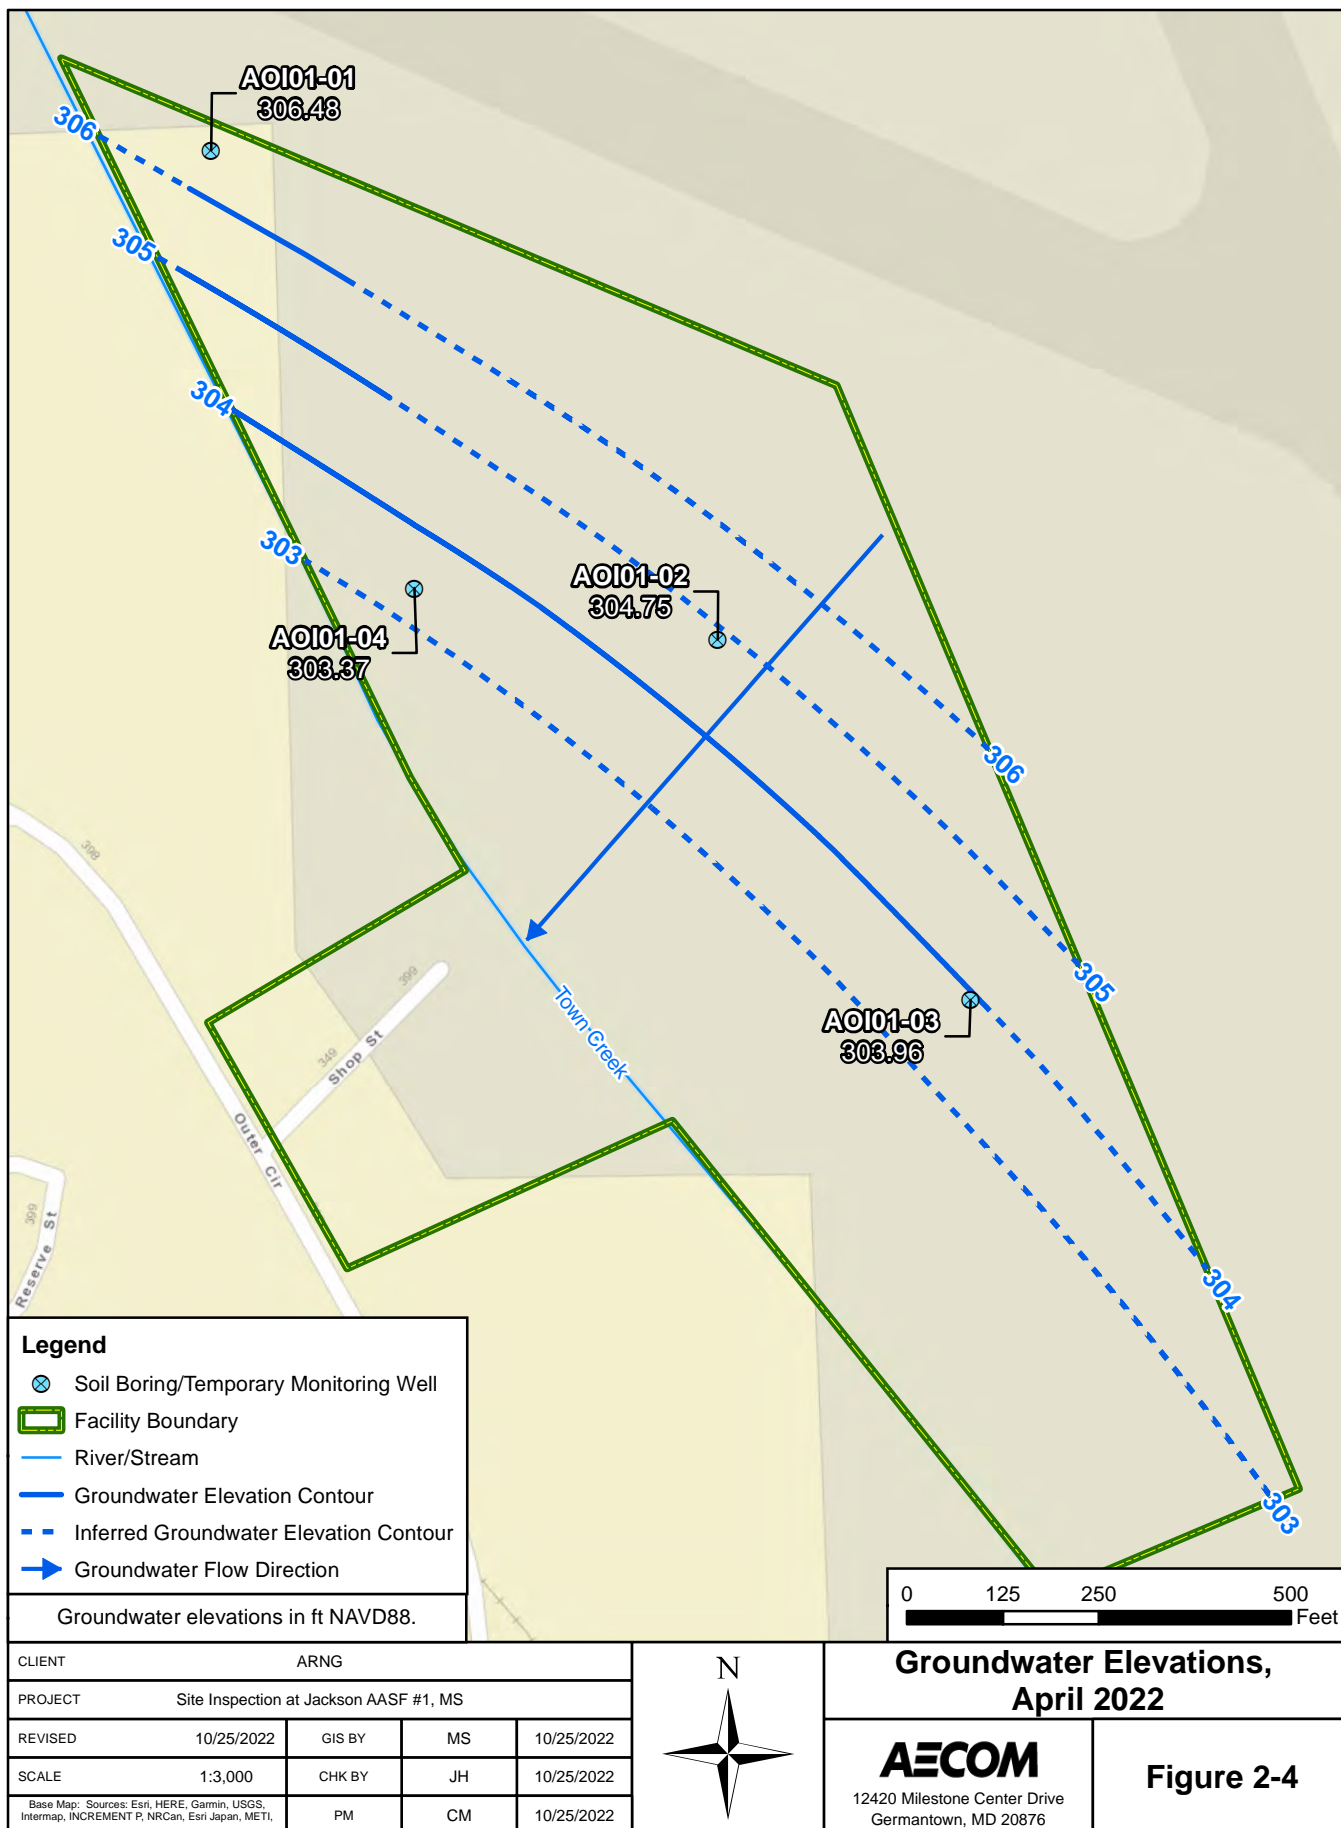 AOI01-01
306.48
306
305
304
303
AOI01-02
304.75
AOI01-04
303.37
306
305
AOI01-03
303.96
304
303
Town Creek
398
399
349
Shop St
Outer Cir
399
Reserve St
Legend
Soil Boring/Temporary Monitoring Well
Facility Boundary
River/Stream
Groundwater Elevation Contour
Inferred Groundwater Elevation Contour
Groundwater Flow Direction
Groundwater elevations in ft NAVD88.
0 125 250 500
Feet
CLIENT ARNG
PROJECT Site Inspection at Jackson AASF #1, MS
REVISED 10/25/2022 GIS BY MS 10/25/2022
SCALE 1:3,000 CHK BY JH 10/25/2022
Base Map: Sources: Esri, HERE, Garmin, USGS,
Intermap, INCREMENT P, NRCan, Esri Japan, METI,
PM CM 10/25/2022
N
Groundwater Elevations,
April 2022
AECOM
12420 Milestone Center Drive
Germantown, MD 20876
Figure 2-4